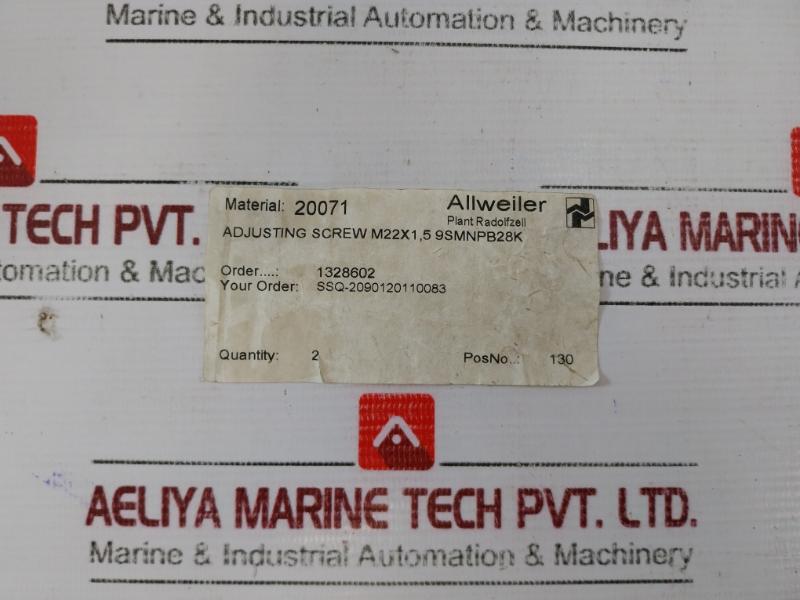 Marine & Industrial Automation & Machinery
TECH PVT.
tomation & Mac
Material: 20071
Allweiler
Plant Radolfzell
ADJUSTING SCREW M22X1,5 9SMNPB28K
Order....: 1328602
Your Order: SSQ-2090120110083
Quantity: 2
PosNo..: 130
ELIYA MARIN
ne & Industrial A
AELIYA MARINE TECH PVT. LTD.
Marine & Industrial Automation & Machinery